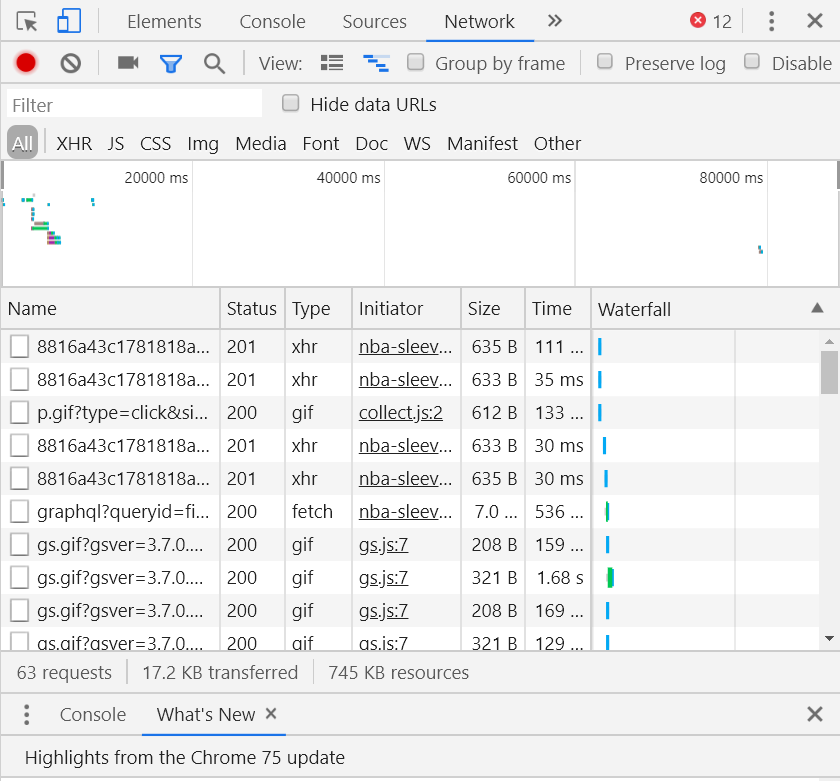 Elements Console Sources Network » 12
View: Group by frame Preserve log Disable
Filter Hide data URLs
All XHR JS CSS Img Media Font Doc WS Manifest Other
20000 ms 40000 ms 60000 ms 80000 ms
Name Status Type Initiator Size Time Waterfall
8816a43c1781818a... 201 xhr nba-sleev... 635 B 111 ...
8816a43c1781818a... 201 xhr nba-sleev... 633 B 35 ms
p.gif?type=click&si... 200 gif collect.js:2 612 B 133 ...
8816a43c1781818a... 201 xhr nba-sleev... 633 B 30 ms
8816a43c1781818a... 201 xhr nba-sleev... 635 B 30 ms
graphql?queryid=fi... 200 fetch nba-sleev... 7.0 ... 536 ...
gs.gif?gsver=3.7.0.... 200 gif gs.js:7 208 B 159 ...
gs.gif?gsver=3.7.0.... 200 gif gs.js:7 321 B 1.68 s
gs.gif?gsver=3.7.0.... 200 gif gs.js:7 208 B 169 ...
gs.gif?gsver=3.7.0.... 200 gif gs.js:7 321 B 129 ...
63 requests 17.2 KB transferred 745 KB resources
Console What's New ×
Highlights from the Chrome 75 update